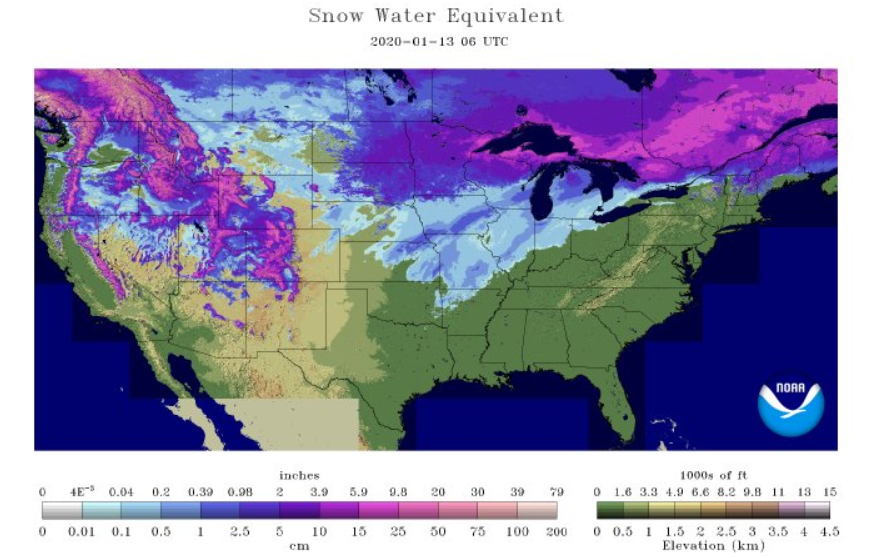 Snow Water Equivalent
2020-01-13 06 UTC
NOAA
inches
0 4E⁻³ 0.04 0.2 0.39 0.98 2 3.9 5.9 9.8 20 30 39 79
0 0.01 0.1 0.5 1 2.5 5 10 15 25 50 75 100 200
cm
1000s of ft
0 1.6 3.3 4.9 6.6 8.2 9.8 11 13 15
0 0.5 1 1.5 2 2.5 3 3.5 4 4.5
Elevation (km)